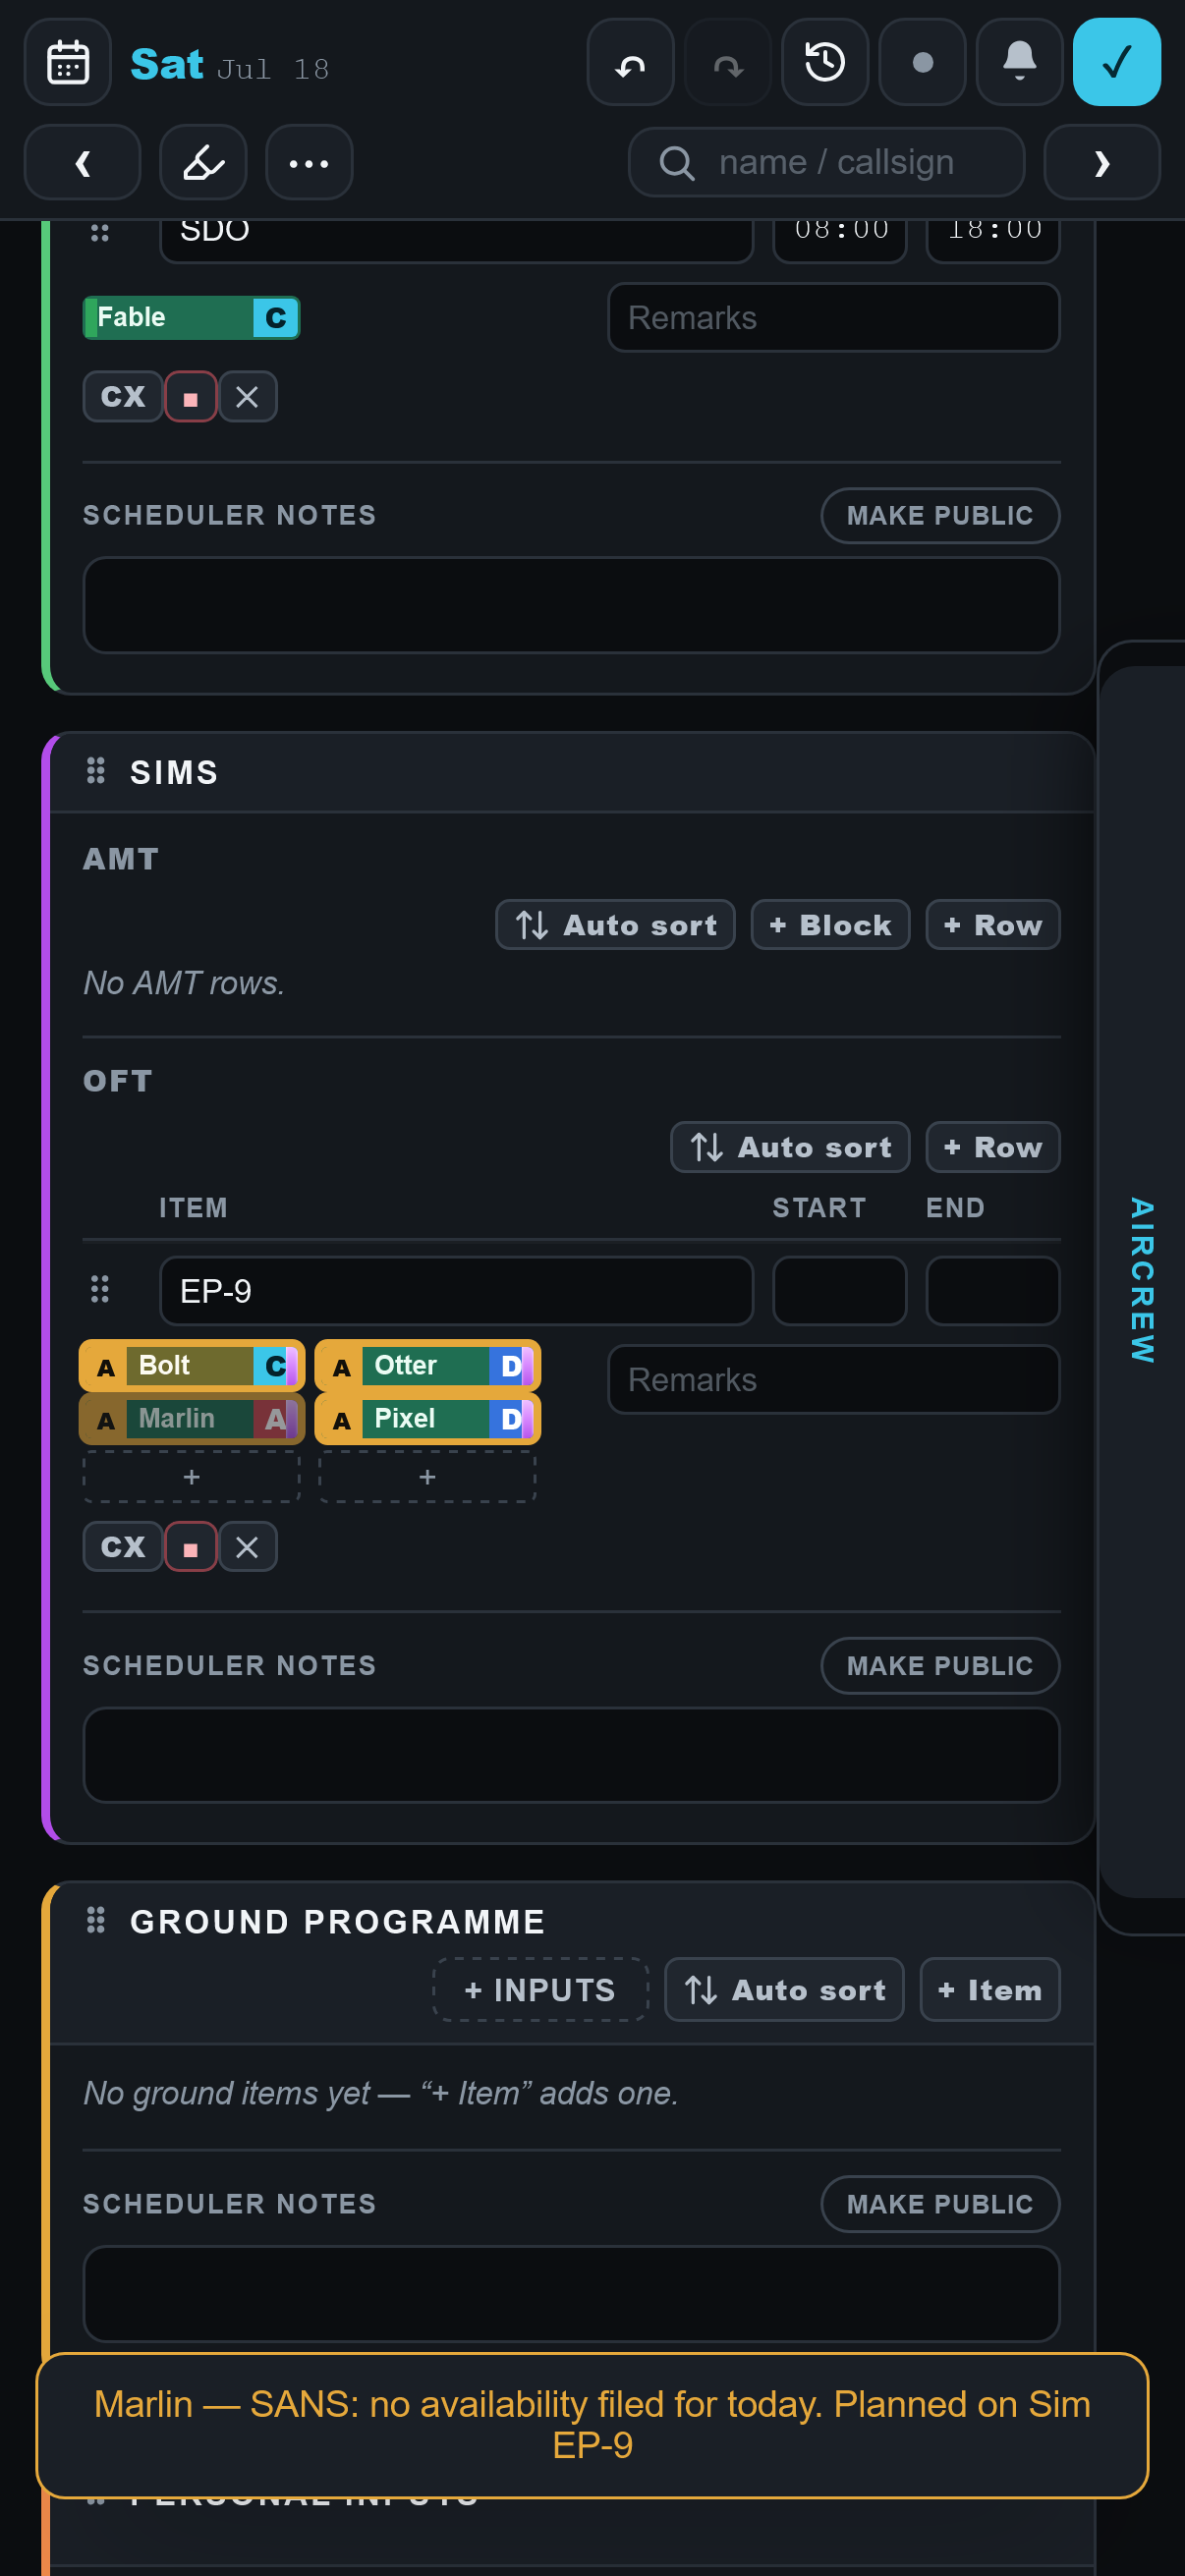 Sat Jul 18
name / callsign
SDO 08:00 18:00
Fable C Remarks
CX
SCHEDULER NOTES MAKE PUBLIC
SIMS
AMT
Auto sort + Block + Row
No AMT rows.
OFT
Auto sort + Row
ITEM START END
EP-9
A Bolt C A Otter D Remarks
A Marlin A A Pixel D
+ +
CX
SCHEDULER NOTES MAKE PUBLIC
AIRCREW
GROUND PROGRAMME
+ INPUTS Auto sort + Item
No ground items yet — “+ Item” adds one.
SCHEDULER NOTES MAKE PUBLIC
Marlin — SANS: no availability filed for today. Planned on Sim
EP-9
PERSONAL INPUTS